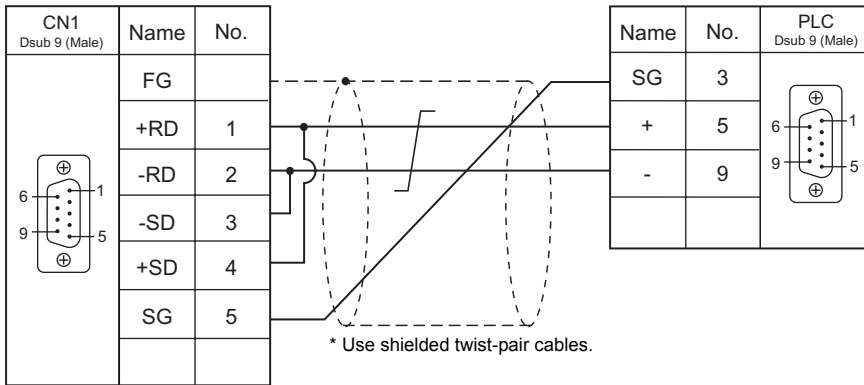 CN1
Dsub 9 (Male)
Name No.
FG
+RD 1
-RD 2
-SD 3
+SD 4
SG 5
6 1
9 5
PLC
Dsub 9 (Male)
Name No.
SG 3
+ 5
- 9
6 1
9 5
* Use shielded twist-pair cables.